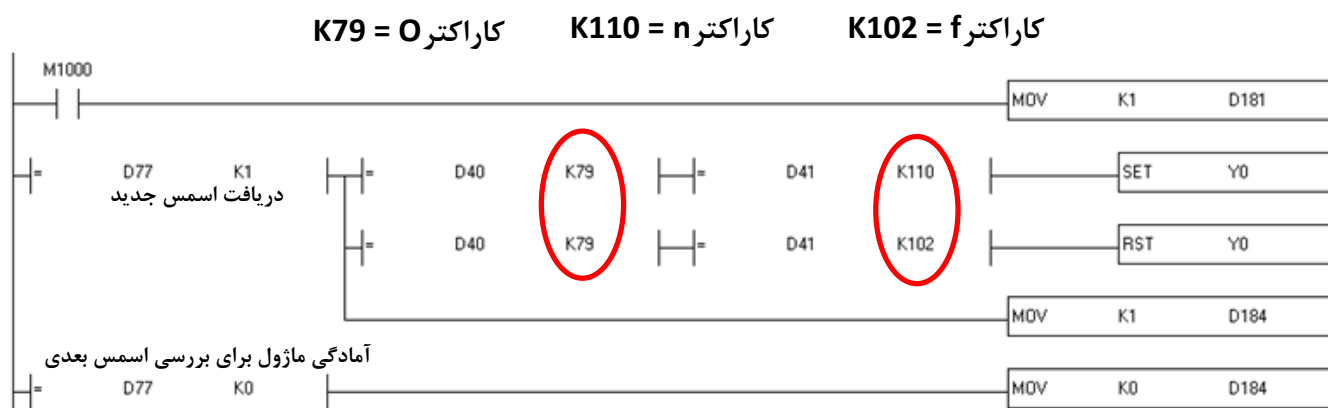 K79 = O کاراکتر K110 = n کاراکتر K102 = f کاراکتر
M1000
MOV K1 D181
= D77 K1 = D40 K79 = D41 K110 SET Y0
دریافت اسمس جدید
= D40 K79 = D41 K102 RST Y0
MOV K1 D184
آمادگی ماژول برای بررسی اسمس بعدی
= D77 K0 MOV K0 D184